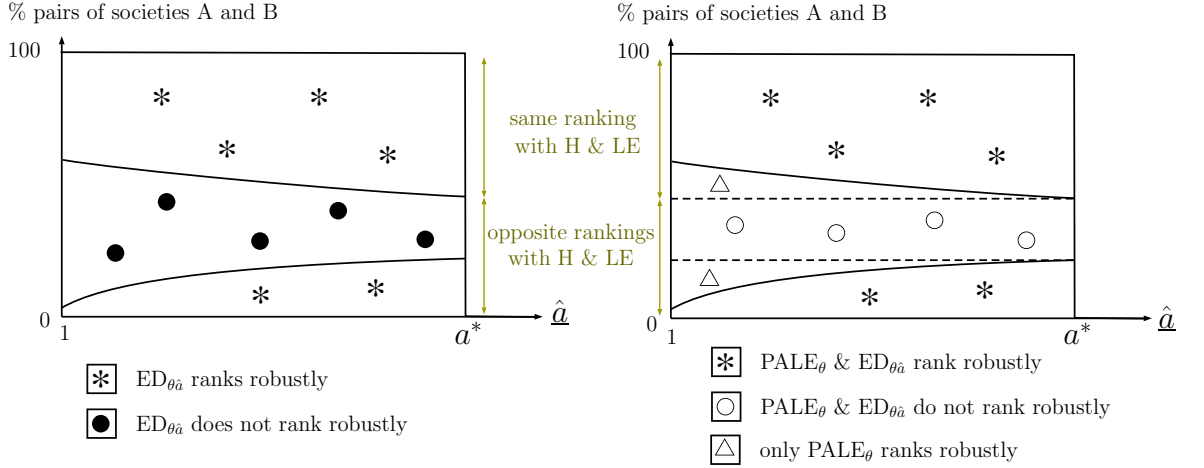 % pairs of societies A and B
100
0
1
a*
â
same ranking
with H & LE
opposite rankings
with H & LE
ED_θâ ranks robustly
ED_θâ does not rank robustly
% pairs of societies A and B
100
0
1
a*
â
PALE_θ & ED_θâ rank robustly
PALE_θ & ED_θâ do not rank robustly
only PALE_θ ranks robustly